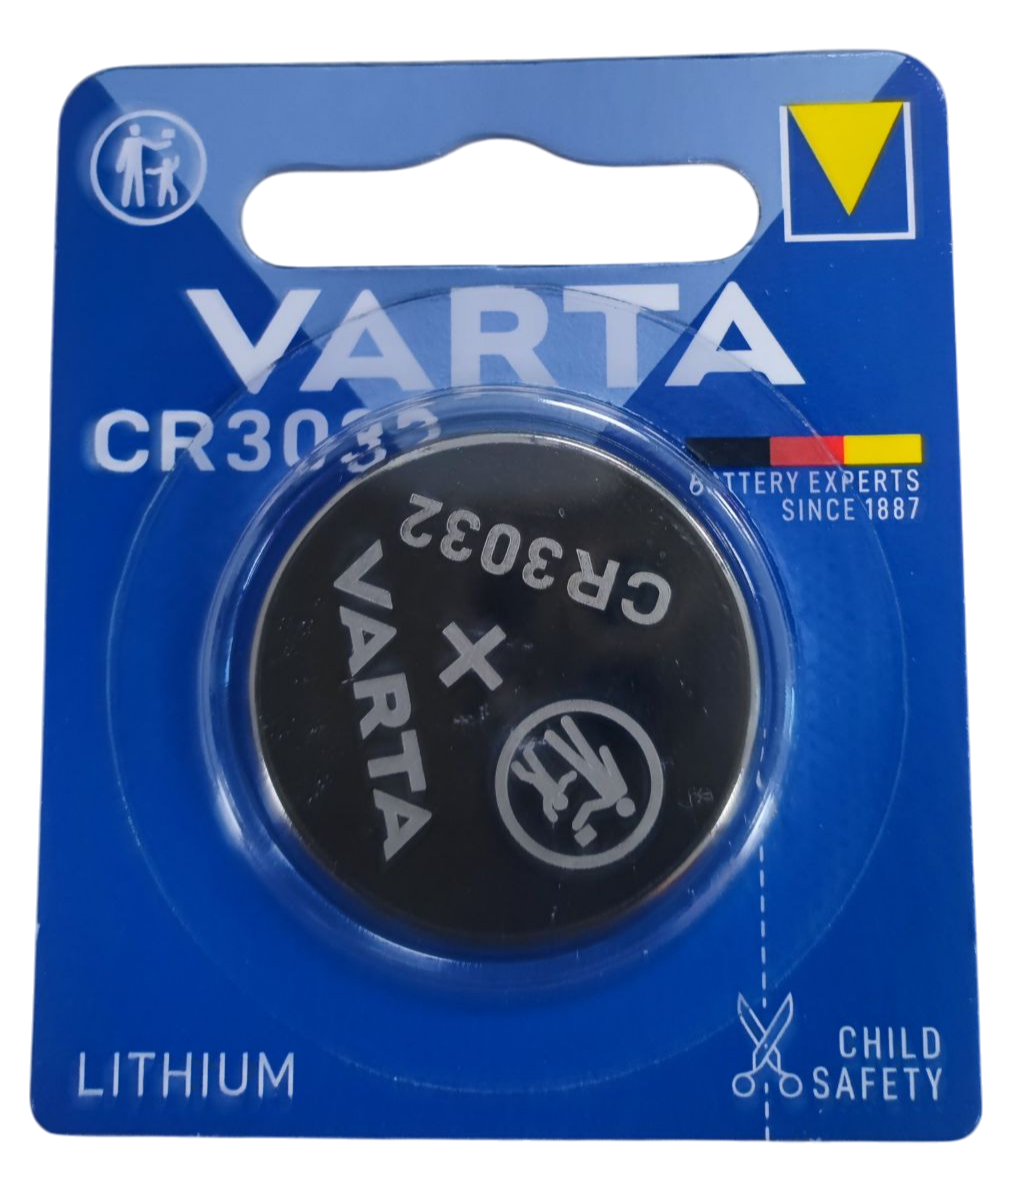 VARTA
CR3032
BATTERY EXPERTS
SINCE 1887
CR3032
VARTA
+
LITHIUM
CHILD
SAFETY